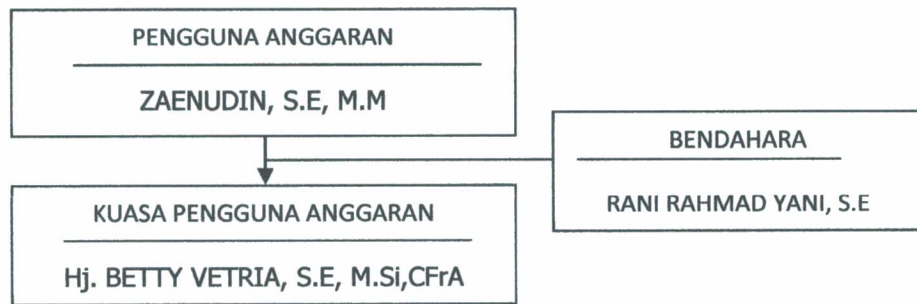 PENGGUNA ANGGARAN
ZAENUDIN, S.E, M.M
BENDAHARA
RANI RAHMAD YANI, S.E
KUASA PENGGUNA ANGGARAN
Hj. BETTY VETRIA, S.E, M.Si,CFrA